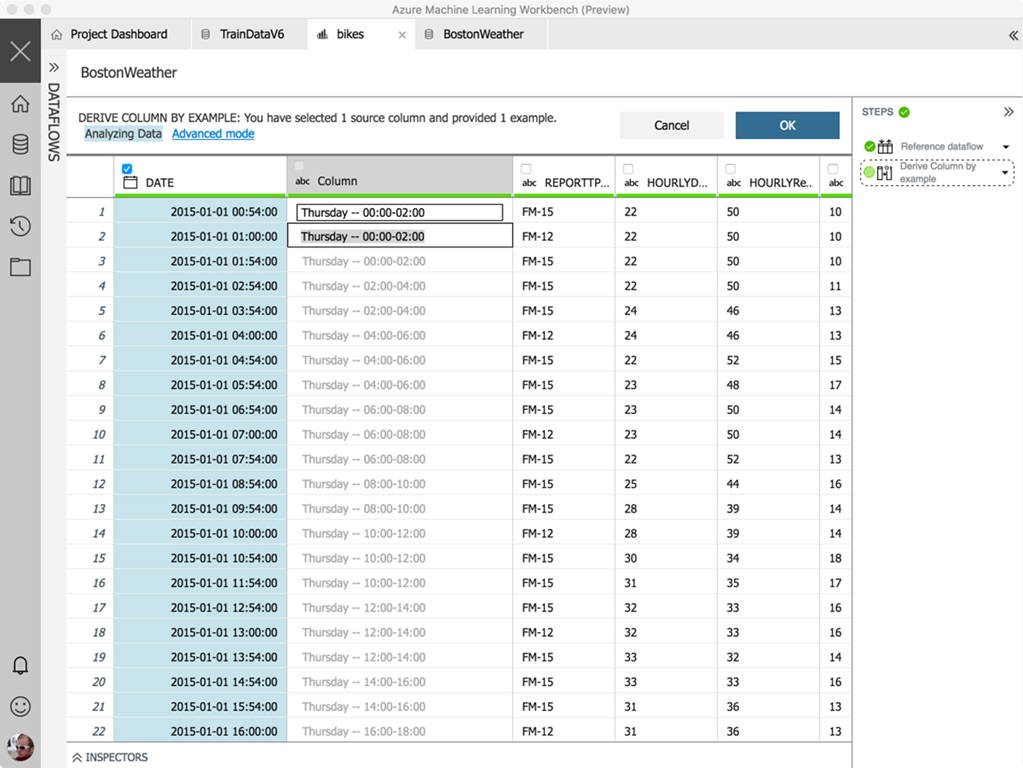 Azure Machine Learning Workbench (Preview)
Project Dashboard TrainDataV6 bikes BostonWeather
DATAFLOWS
BostonWeather
DERIVE COLUMN BY EXAMPLE: You have selected 1 source column and provided 1 example.
Analyzing Data Advanced mode
Cancel OK
STEPS
Reference dataflow
Derive Column by
example
DATE abc Column abc REPORTTP... abc HOURLYD... abc HOURLYRe... abc
1 2015-01-01 00:54:00 Thursday -- 00:00-02:00 FM-15 22 50 10
2 2015-01-01 01:00:00 Thursday -- 00:00-02:00 FM-12 22 50 10
3 2015-01-01 01:54:00 Thursday -- 00:00-02:00 FM-15 22 50 10
4 2015-01-01 02:54:00 Thursday -- 02:00-04:00 FM-15 22 50 11
5 2015-01-01 03:54:00 Thursday -- 02:00-04:00 FM-15 24 46 13
6 2015-01-01 04:00:00 Thursday -- 04:00-06:00 FM-12 24 46 13
7 2015-01-01 04:54:00 Thursday -- 04:00-06:00 FM-15 22 52 15
8 2015-01-01 05:54:00 Thursday -- 04:00-06:00 FM-15 23 48 17
9 2015-01-01 06:54:00 Thursday -- 06:00-08:00 FM-15 23 50 14
10 2015-01-01 07:00:00 Thursday -- 06:00-08:00 FM-12 23 50 14
11 2015-01-01 07:54:00 Thursday -- 06:00-08:00 FM-15 22 52 13
12 2015-01-01 08:54:00 Thursday -- 08:00-10:00 FM-15 25 44 16
13 2015-01-01 09:54:00 Thursday -- 08:00-10:00 FM-15 28 39 14
14 2015-01-01 10:00:00 Thursday -- 10:00-12:00 FM-12 28 39 14
15 2015-01-01 10:54:00 Thursday -- 10:00-12:00 FM-15 30 34 18
16 2015-01-01 11:54:00 Thursday -- 10:00-12:00 FM-15 31 35 17
17 2015-01-01 12:54:00 Thursday -- 12:00-14:00 FM-15 32 33 16
18 2015-01-01 13:00:00 Thursday -- 12:00-14:00 FM-12 32 33 16
19 2015-01-01 13:54:00 Thursday -- 12:00-14:00 FM-15 33 32 14
20 2015-01-01 14:54:00 Thursday -- 14:00-16:00 FM-15 33 33 16
21 2015-01-01 15:54:00 Thursday -- 14:00-16:00 FM-15 31 36 13
22 2015-01-01 16:00:00 Thursday -- 16:00-18:00 FM-12 31 36 13
INSPECTORS